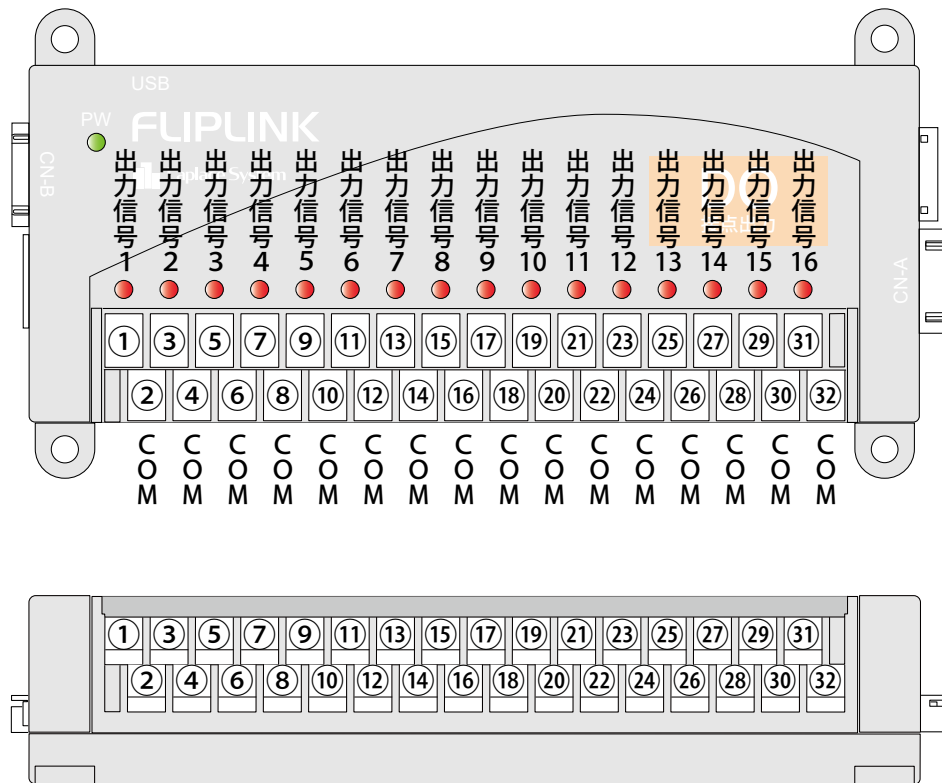 USB
PW
FLIPLINK
CN-B
System
DO
点出力
CN-A
出力信号1 出力信号2 出力信号3 出力信号4 出力信号5 出力信号6 出力信号7 出力信号8 出力信号9 出力信号10 出力信号11 出力信号12 出力信号13 出力信号14 出力信号15 出力信号16
① ③ ⑤ ⑦ ⑨ ⑪ ⑬ ⑮ ⑰ ⑲ ㉑ ㉓ ㉕ ㉗ ㉙ ㉛
② ④ ⑥ ⑧ ⑩ ⑫ ⑭ ⑯ ⑱ ⑳ ㉒ ㉔ ㉖ ㉘ ㉚ ㉜
COM COM COM COM COM COM COM COM COM COM COM COM COM COM COM COM
① ③ ⑤ ⑦ ⑨ ⑪ ⑬ ⑮ ⑰ ⑲ ㉑ ㉓ ㉕ ㉗ ㉙ ㉛
② ④ ⑥ ⑧ ⑩ ⑫ ⑭ ⑯ ⑱ ⑳ ㉒ ㉔ ㉖ ㉘ ㉚ ㉜